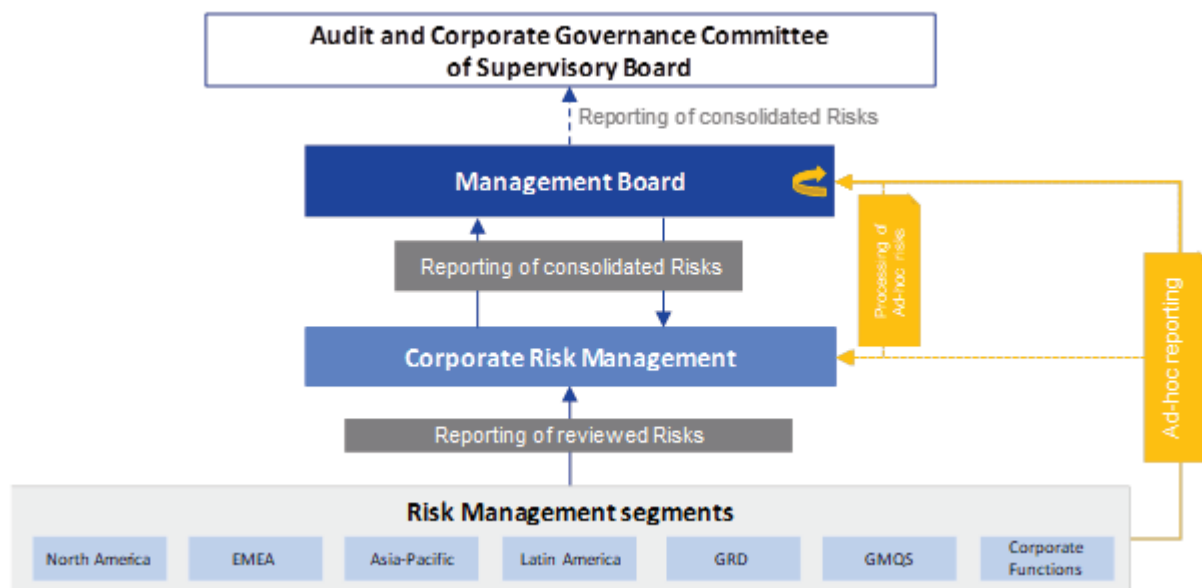 Audit and Corporate Governance Committee
of Supervisory Board
Reporting of consolidated Risks
Management Board
Reporting of consolidated Risks
Processing of
Ad-hoc risks
Corporate Risk Management
Ad-hoc reporting
Reporting of reviewed Risks
Risk Management segments
North America
EMEA
Asia-Pacific
Latin America
GRD
GMQS
Corporate
Functions